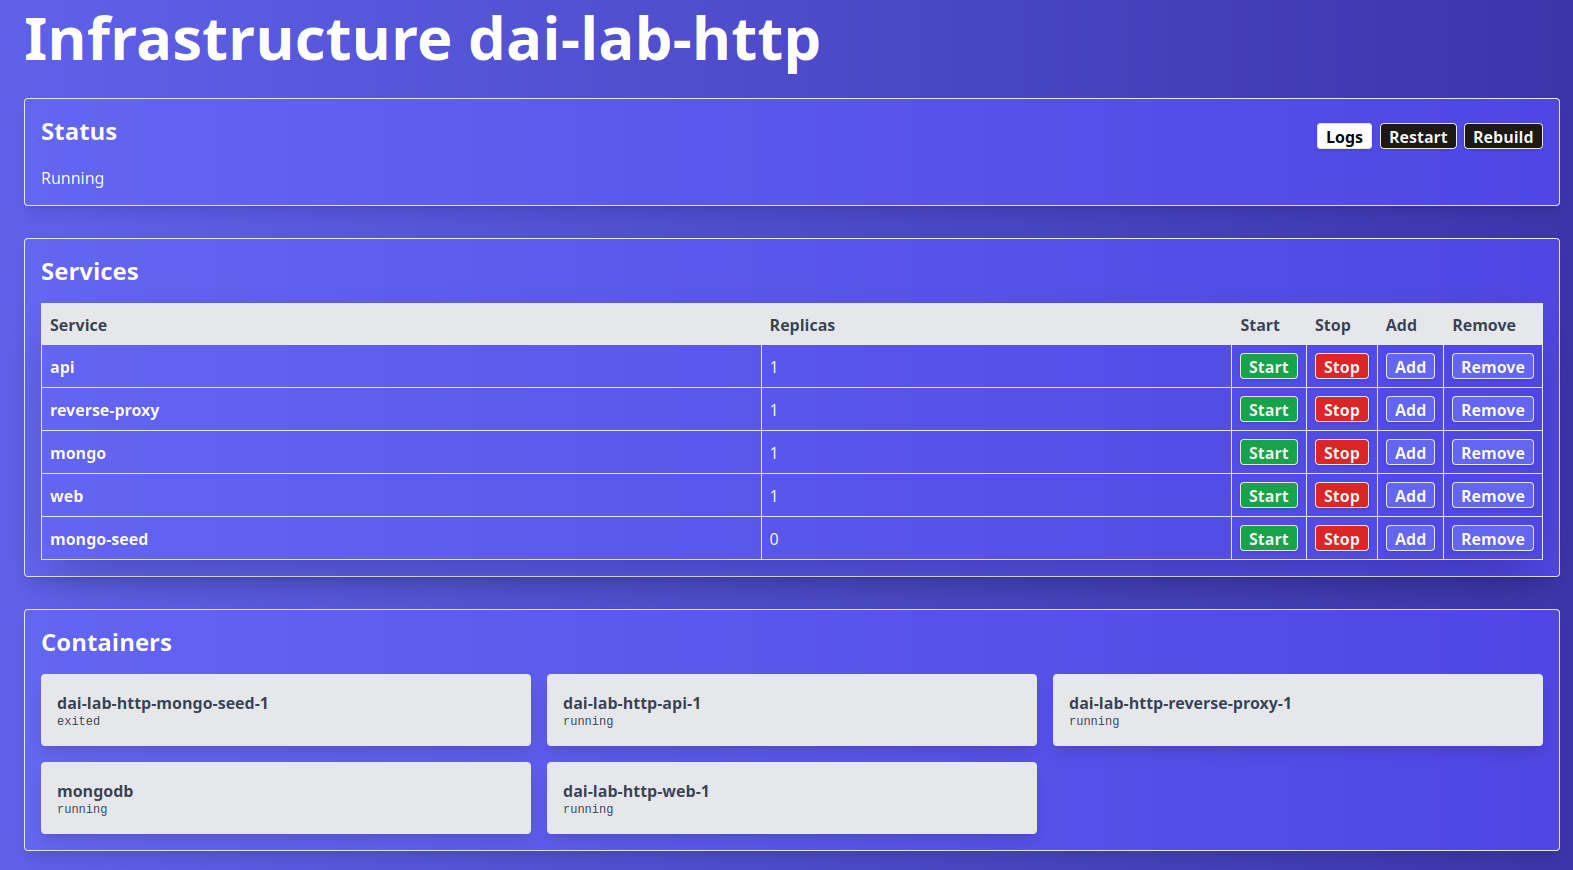 Infrastructure dai-lab-http
Status
Logs Restart Rebuild
Running
Services
Service Replicas Start Stop Add Remove
api 1 Start Stop Add Remove
reverse-proxy 1 Start Stop Add Remove
mongo 1 Start Stop Add Remove
web 1 Start Stop Add Remove
mongo-seed 0 Start Stop Add Remove
Containers
dai-lab-http-mongo-seed-1
exited
dai-lab-http-api-1
running
dai-lab-http-reverse-proxy-1
running
mongodb
running
dai-lab-http-web-1
running